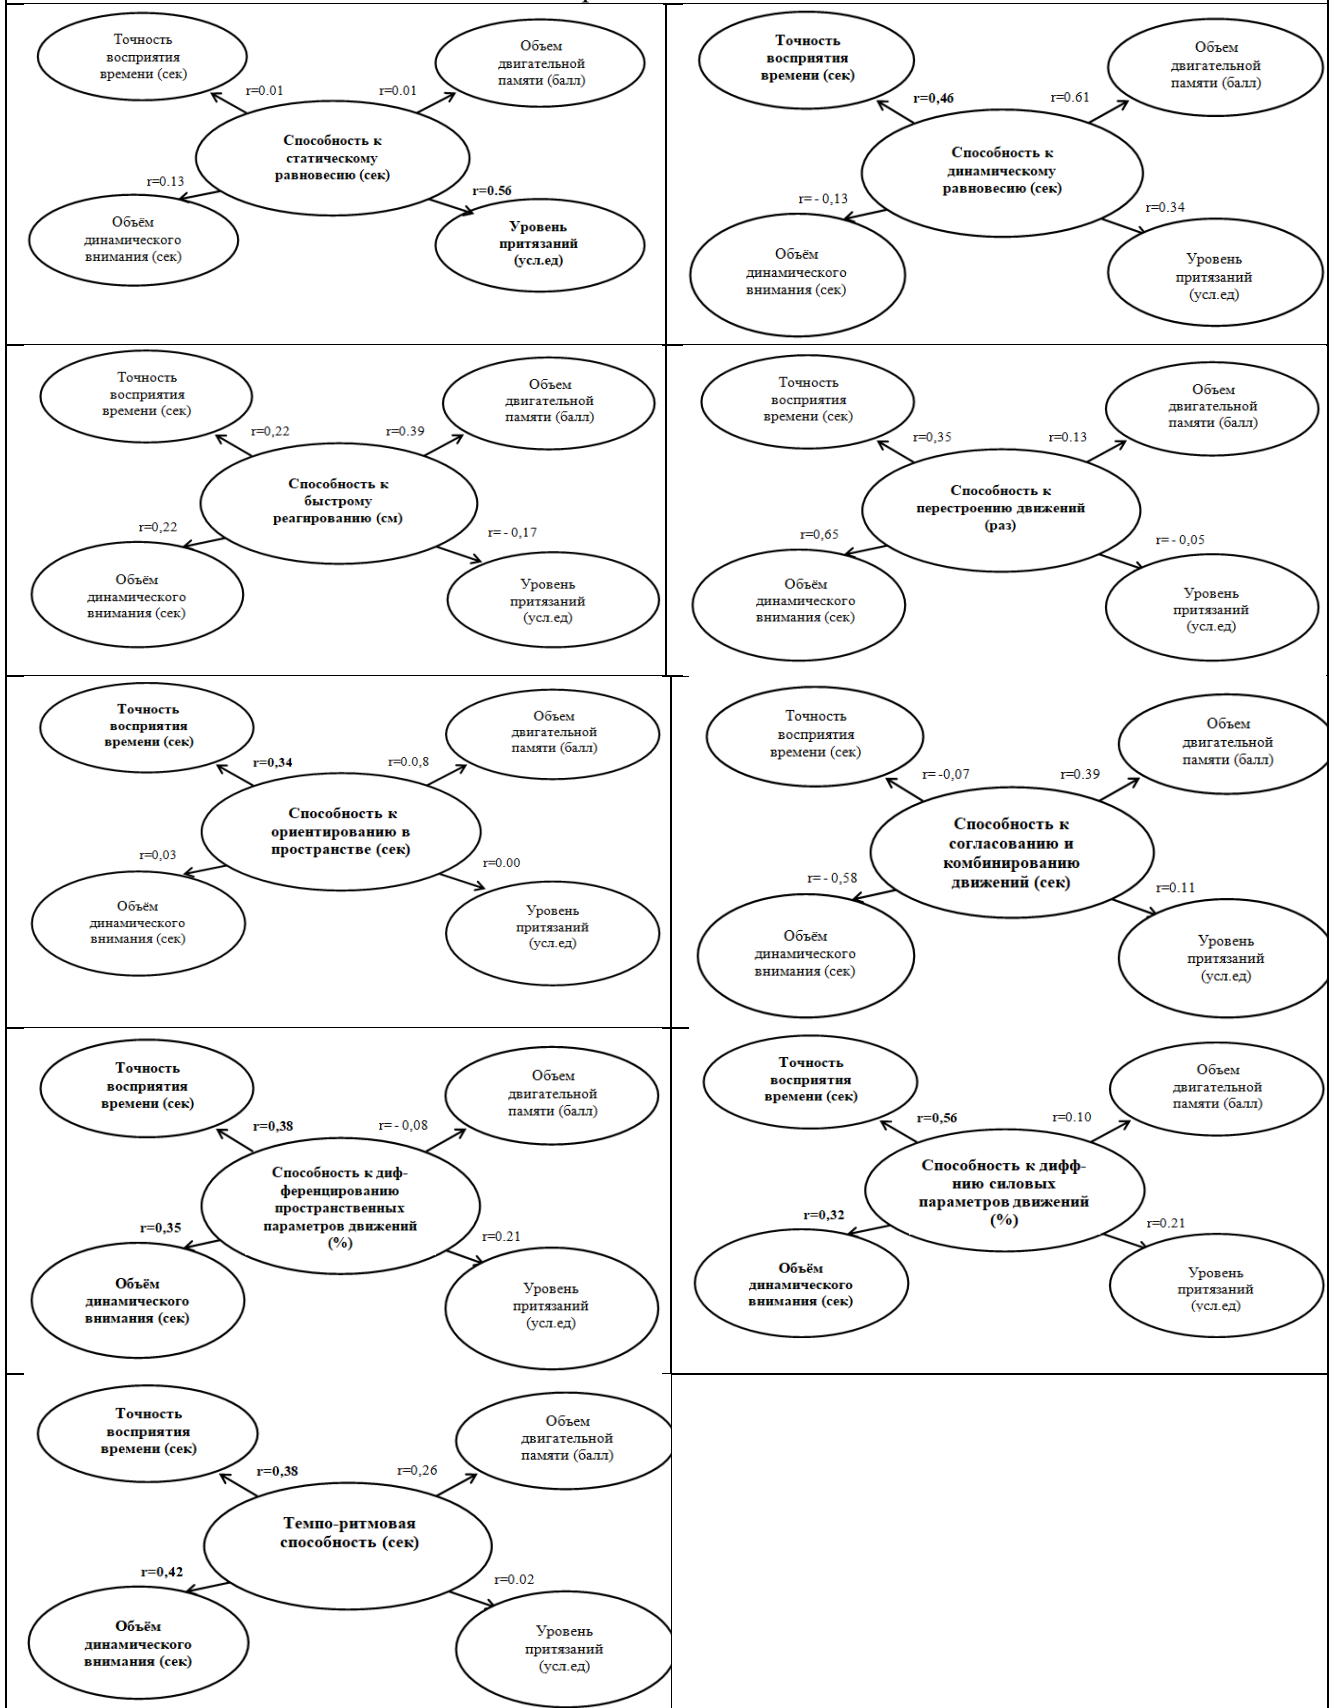 Точность
восприятия
времени (сек)
Объем
двигательной
памяти (балл)
r=0.01
r=0.01
Способность к
статическому
равновесию (сек)
r=0.13
r=0.56
Объём
динамического
внимания (сек)
Уровень
притязаний
(усл.ед)
Точность
восприятия
времени (сек)
Объем
двигательной
памяти (балл)
r=0,46
r=0.61
Способность к
динамическому
равновесию (сек)
r= - 0,13
r=0.34
Объём
динамического
внимания (сек)
Уровень
притязаний
(усл.ед)
Точность
восприятия
времени (сек)
Объем
двигательной
памяти (балл)
r=0,22
r=0.39
Способность к
быстрому
реагированию (см)
r=0,22
r= - 0,17
Объём
динамического
внимания (сек)
Уровень
притязаний
(усл.ед)
Точность
восприятия
времени (сек)
Объем
двигательной
памяти (балл)
r=0,35
r=0.13
Способность к
перестроению движений
(раз)
r=0,65
r= - 0,05
Объём
динамического
внимания (сек)
Уровень
притязаний
(усл.ед)
Точность
восприятия
времени (сек)
Объем
двигательной
памяти (балл)
r=0,34
r=0.0,8
Способность к
ориентированию в
пространстве (сек)
r=0,03
r=0.00
Объём
динамического
внимания (сек)
Уровень
притязаний
(усл.ед)
Точность
восприятия
времени (сек)
Объем
двигательной
памяти (балл)
r= -0,07
r=0.39
Способность к
согласованию и
комбинированию
движений (сек)
r= - 0,58
r=0.11
Объём
динамического
внимания (сек)
Уровень
притязаний
(усл.ед)
Точность
восприятия
времени (сек)
Объем
двигательной
памяти (балл)
r=0,38
r= - 0,08
Способность к диф-
ференцированию
пространственных
параметров движений
(%)
r=0,35
r=0.21
Объём
динамического
внимания (сек)
Уровень
притязаний
(усл.ед)
Точность
восприятия
времени (сек)
Объем
двигательной
памяти (балл)
r=0,56
r=0.10
Способность к дифф-
нию силовых
параметров движений
(%)
r=0,32
r=0.21
Объём
динамического
внимания (сек)
Уровень
притязаний
(усл.ед)
Точность
восприятия
времени (сек)
Объем
двигательной
памяти (балл)
r=0,38
r=0,26
Темпо-ритмовая
способность (сек)
r=0,42
r=0.02
Объём
динамического
внимания (сек)
Уровень
притязаний
(усл.ед)